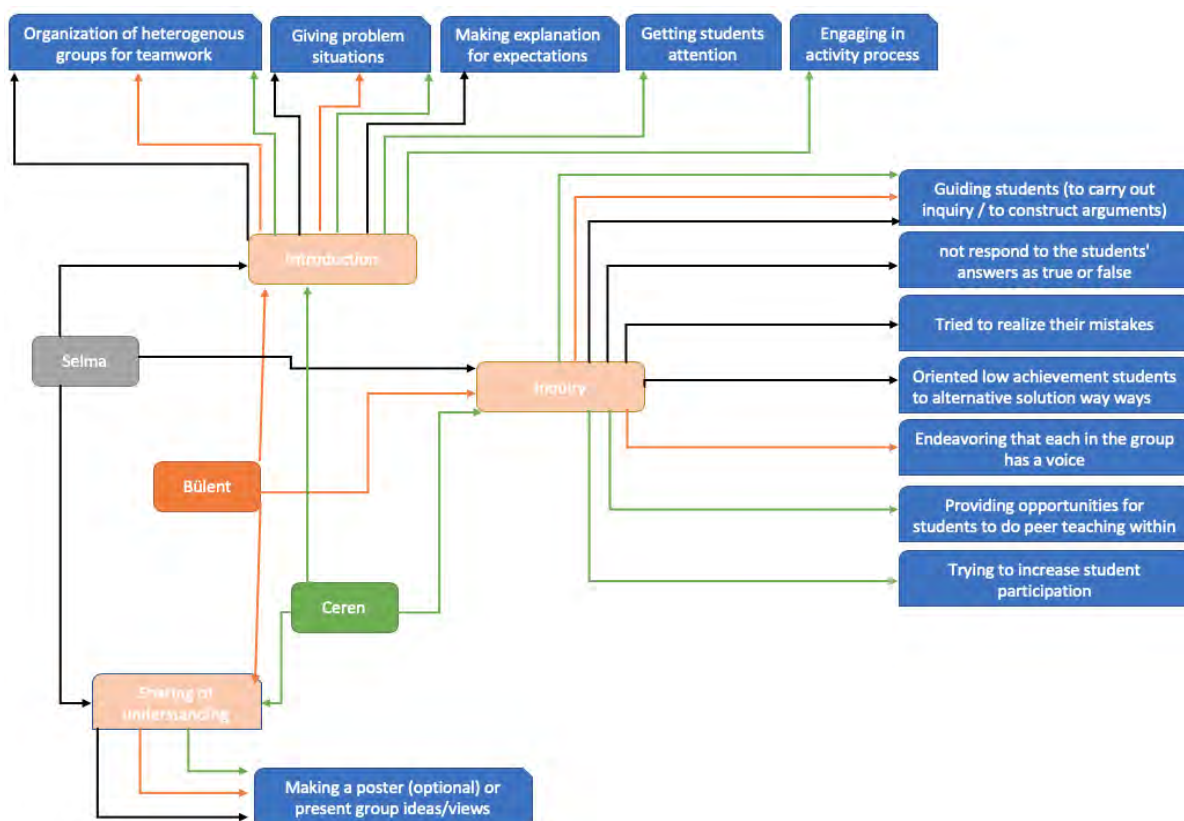 Organization of heterogenous
groups for teamwork
Giving problem
situations
Making explanation
for expectations
Getting students
attention
Engaging in
activity process
Introduction
Guiding students (to carry out
inquiry / to construct arguments)
not respond to the students'
answers as true or false
Tried to realize their mistakes
Selma
Inquiry
Oriented low achievement students
to alternative solution way ways
Endeavoring that each in the group
has a voice
Bülent
Providing opportunities for
students to do peer teaching within
Trying to increase student
participation
Ceren
Sharing of
understanding
Making a poster (optional) or
present group ideas/views